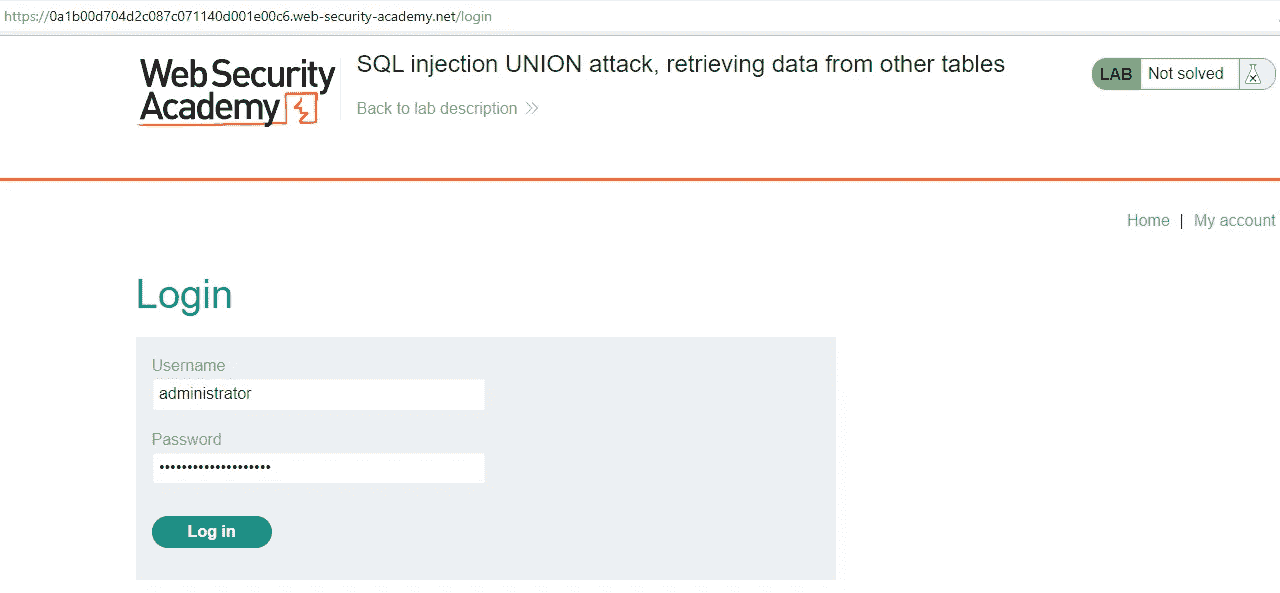 https://0a1b00d704d2c087c071140d001e00c6.web-security-academy.net/login
Web Security
Academy
SQL injection UNION attack, retrieving data from other tables
Back to lab description
LAB Not solved
Home | My account
Login
Username
administrator
Password
••••••••••••••••••••
Log in